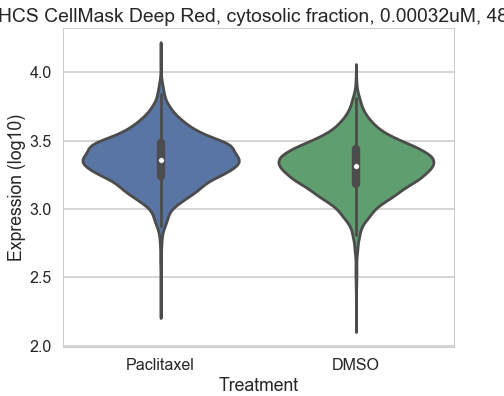 HCS CellMask Deep Red, cytosolic fraction, 0.00032uM, 48
4.0
3.5
3.0
2.5
2.0
Expression (log10)
Paclitaxel DMSO
Treatment